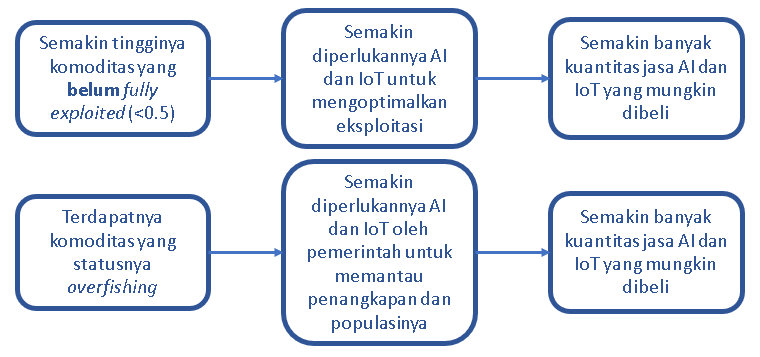 Semakin tingginya
komoditas yang
belum fully
exploited (<0.5)
Semakin
diperlukannya AI
dan IoT untuk
mengoptimalkan
eksploitasi
Semakin banyak
kuantitas jasa AI dan
IoT yang mungkin
dibeli
Terdapatnya
komoditas yang
statusnya
overfishing
Semakin
diperlukannya AI
dan IoT oleh
pemerintah untuk
memantau
penangkapan dan
populasinya
Semakin banyak
kuantitas jasa AI dan
IoT yang mungkin
dibeli